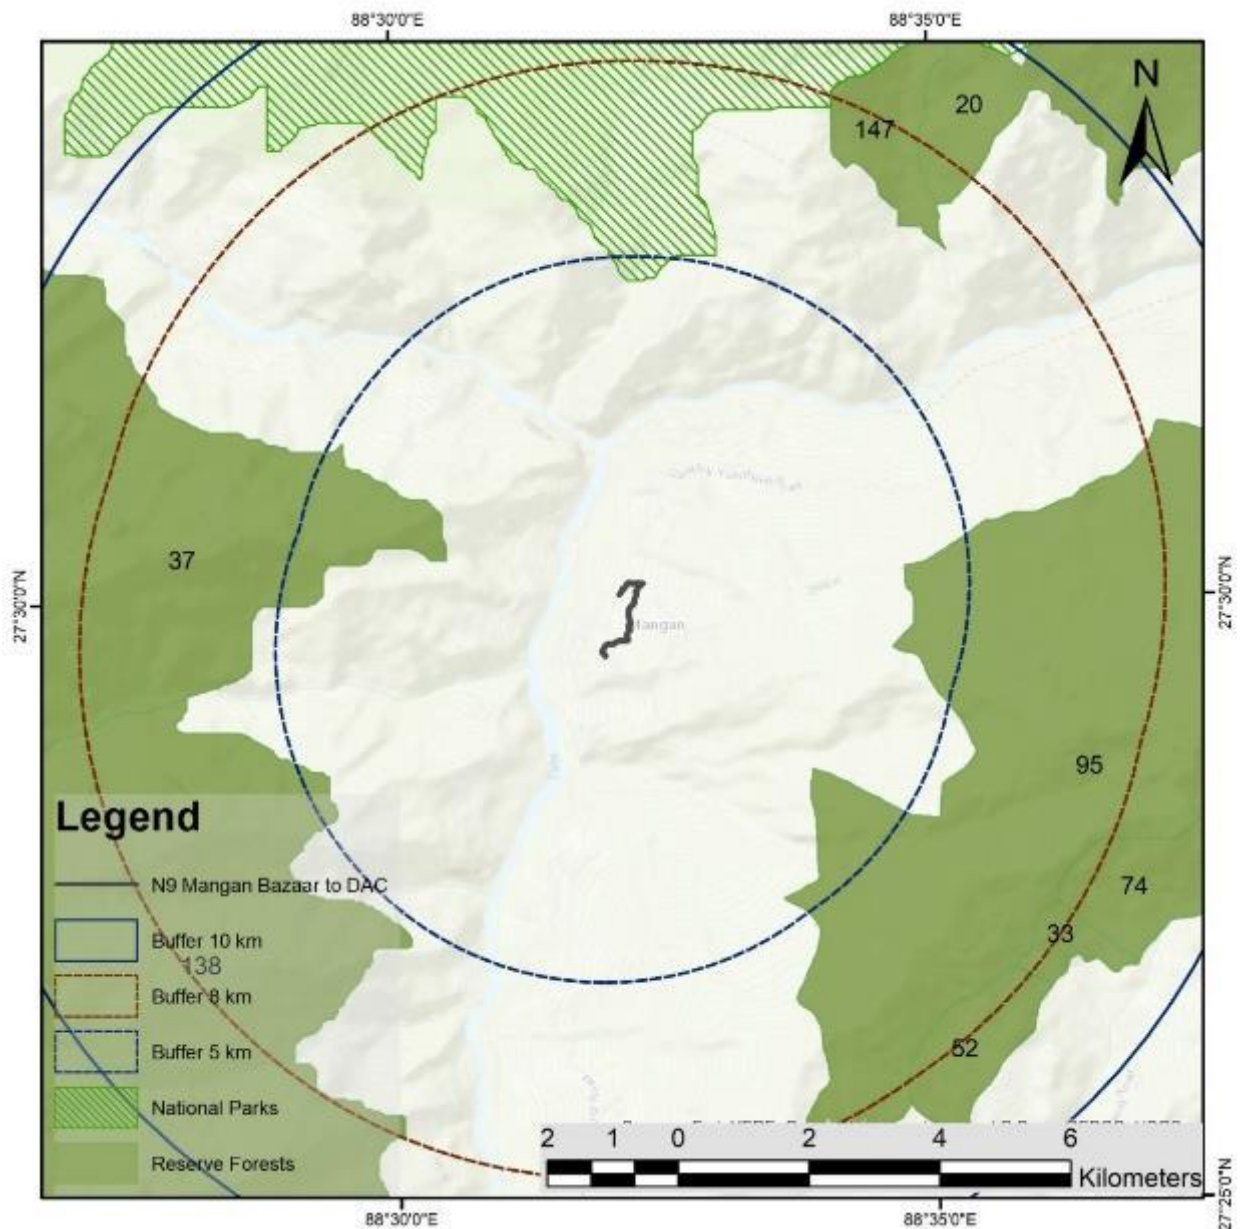 88°30'0"E
88°35'0"E
N
20
147
37
27°30'0"N
27°30'0"N
Mangan
95
Legend
N9 Mangan Bazaar to DAC
74
33
Buffer 10 km
138
Buffer 8 km
52
Buffer 5 km
National Parks
2 1 0 2 4 6
Reserve Forests
Kilometers
27°25'0"N
88°30'0"E
88°35'0"E